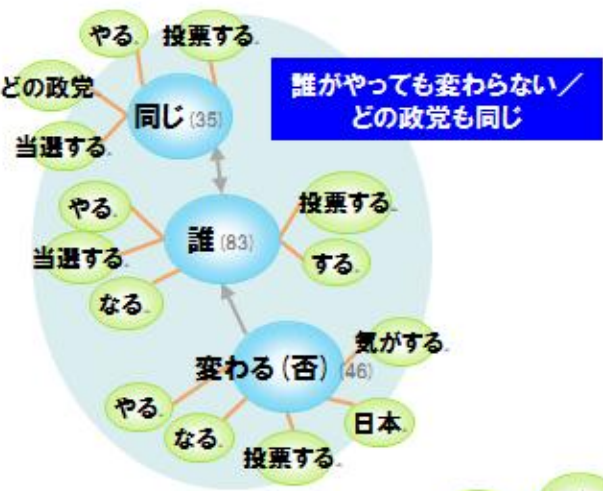 やる.
投票する.
どの政党
同じ (35)
当選する.
誰がやっても変わらない／
どの政党も同じ
やる.
投票する.
当選する.
誰 (83)
する.
なる.
気がする.
変わる(否) (46)
やる.
日本.
なる.
投票する.